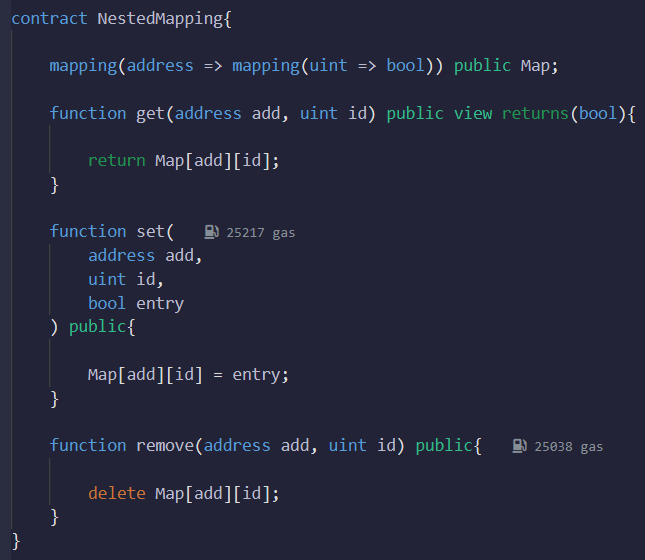 contract NestedMapping{
mapping(address => mapping(uint => bool)) public Map;
function get(address add, uint id) public view returns(bool){
return Map[add][id];
}
function set( 25217 gas
address add,
uint id,
bool entry
) public{
Map[add][id] = entry;
}
function remove(address add, uint id) public{ 25038 gas
delete Map[add][id];
}
}